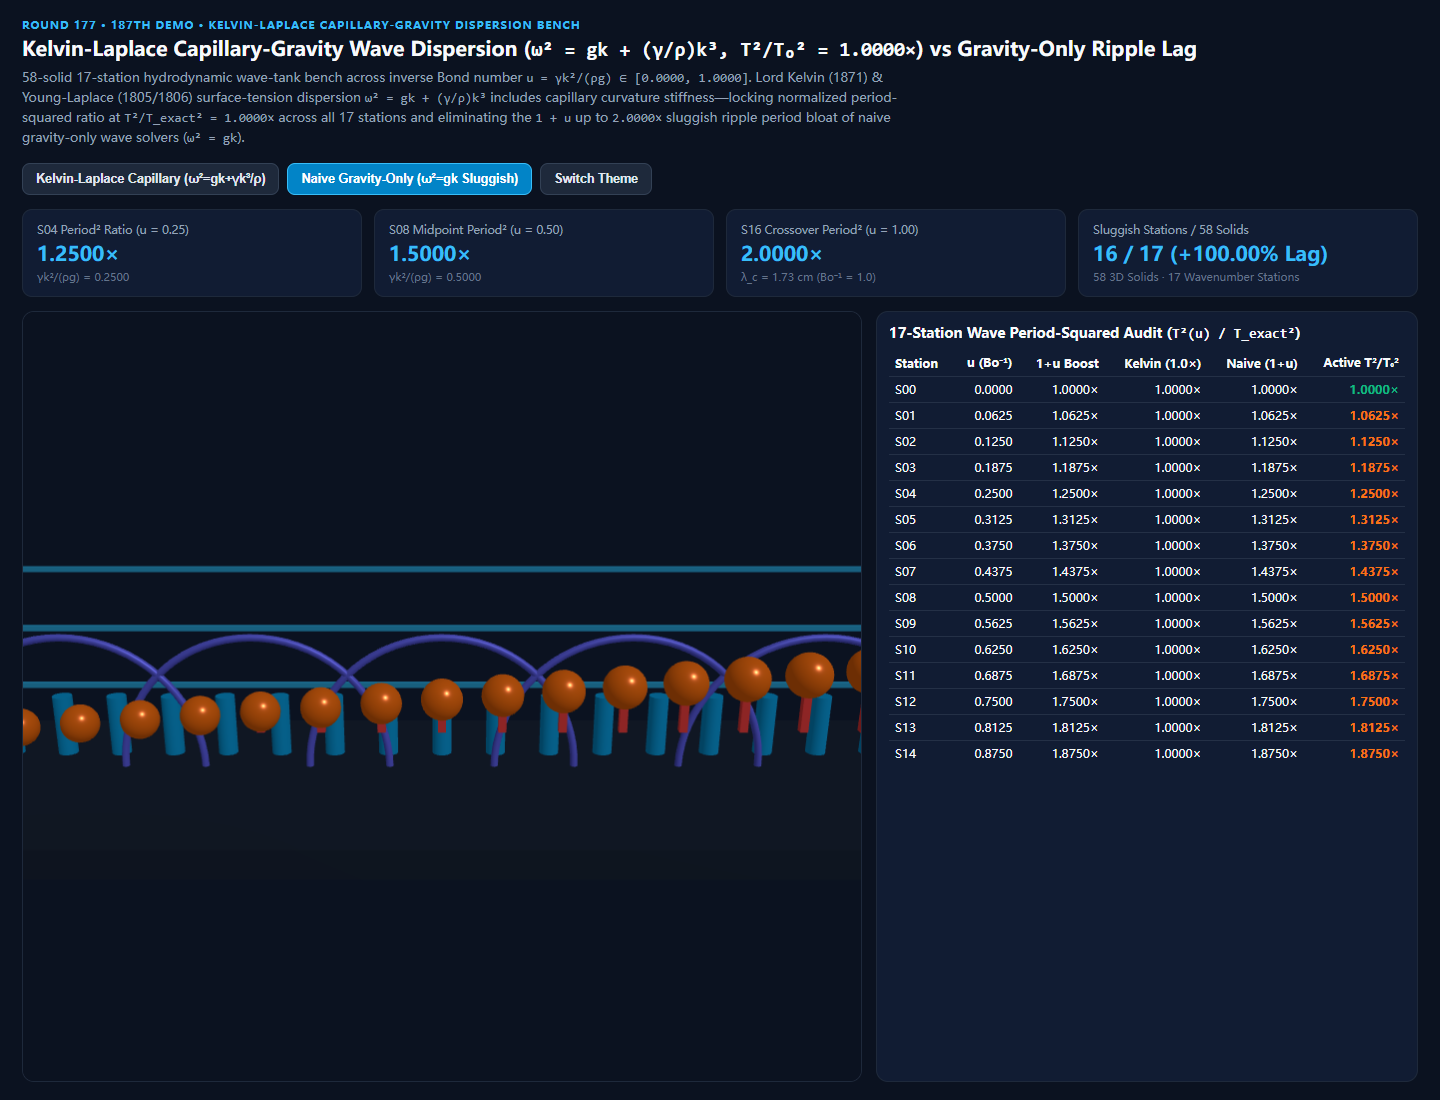 ROUND 177 • 187TH DEMO • KELVIN-LAPLACE CAPILLARY-GRAVITY DISPERSION BENCH
Kelvin-Laplace Capillary-Gravity Wave Dispersion (ω² = gk + (γ/ρ)k³, T²/T₀² = 1.0000×) vs Gravity-Only Ripple Lag
58-solid 17-station hydrodynamic wave-tank bench across inverse Bond number u = γk²/(ρg) ∈ [0.0000, 1.0000]. Lord Kelvin (1871) &
Young-Laplace (1805/1806) surface-tension dispersion ω² = gk + (γ/ρ)k³ includes capillary curvature stiffness—locking normalized period-
squared ratio at T²/T_exact² = 1.0000× across all 17 stations and eliminating the 1 + u up to 2.0000× sluggish ripple period bloat of naive
gravity-only wave solvers (ω² = gk).
Kelvin-Laplace Capillary (ω²=gk+γk³/ρ)
Naive Gravity-Only (ω²=gk Sluggish)
Switch Theme
S04 Period² Ratio (u = 0.25)
1.2500×
γk²/(ρg) = 0.2500
S08 Midpoint Period² (u = 0.50)
1.5000×
γk²/(ρg) = 0.5000
S16 Crossover Period² (u = 1.00)
2.0000×
λ_c = 1.73 cm (Bo⁻¹ = 1.0)
Sluggish Stations / 58 Solids
16 / 17 (+100.00% Lag)
58 3D Solids · 17 Wavenumber Stations
17-Station Wave Period-Squared Audit (T²(u) / T_exact²)
Station u (Bo⁻¹) 1+u Boost Kelvin (1.0×) Naive (1+u) Active T²/T₀²
S00 0.0000 1.0000× 1.0000× 1.0000× 1.0000×
S01 0.0625 1.0625× 1.0000× 1.0625× 1.0625×
S02 0.1250 1.1250× 1.0000× 1.1250× 1.1250×
S03 0.1875 1.1875× 1.0000× 1.1875× 1.1875×
S04 0.2500 1.2500× 1.0000× 1.2500× 1.2500×
S05 0.3125 1.3125× 1.0000× 1.3125× 1.3125×
S06 0.3750 1.3750× 1.0000× 1.3750× 1.3750×
S07 0.4375 1.4375× 1.0000× 1.4375× 1.4375×
S08 0.5000 1.5000× 1.0000× 1.5000× 1.5000×
S09 0.5625 1.5625× 1.0000× 1.5625× 1.5625×
S10 0.6250 1.6250× 1.0000× 1.6250× 1.6250×
S11 0.6875 1.6875× 1.0000× 1.6875× 1.6875×
S12 0.7500 1.7500× 1.0000× 1.7500× 1.7500×
S13 0.8125 1.8125× 1.0000× 1.8125× 1.8125×
S14 0.8750 1.8750× 1.0000× 1.8750× 1.8750×